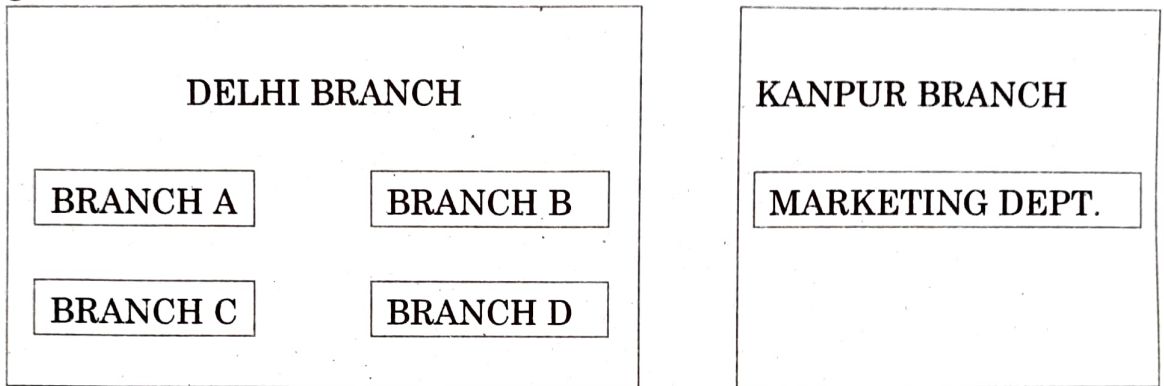 DELHI BRANCH
KANPUR BRANCH
BRANCH A
BRANCH B
MARKETING DEPT.
BRANCH C
BRANCH D